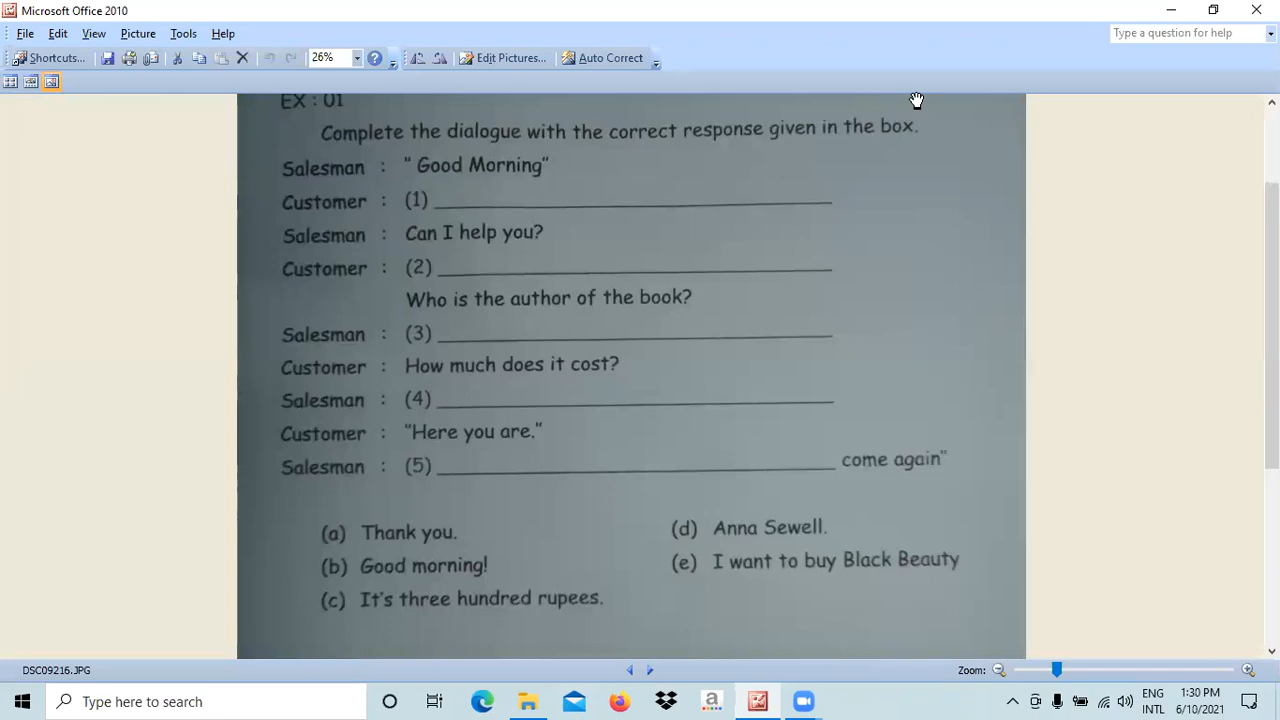 Microsoft Office 2010
File Edit View Picture Tools Help
Type a question for help
Shortcuts... 26% Edit Pictures... Auto Correct
EX : 01
Complete the dialogue with the correct response given in the box.
Salesman : " Good Morning"
Customer : (1)
Salesman : Can I help you?
Customer : (2)
Who is the author of the book?
Salesman : (3)
Customer : How much does it cost?
Salesman : (4)
Customer : "Here you are."
Salesman : (5) come again"
(a) Thank you. (d) Anna Sewell.
(b) Good morning! (e) I want to buy Black Beauty
(c) It's three hundred rupees.
DSC09216.JPG Zoom:
Type here to search
ENG 1:30 PM
INTL 6/10/2021